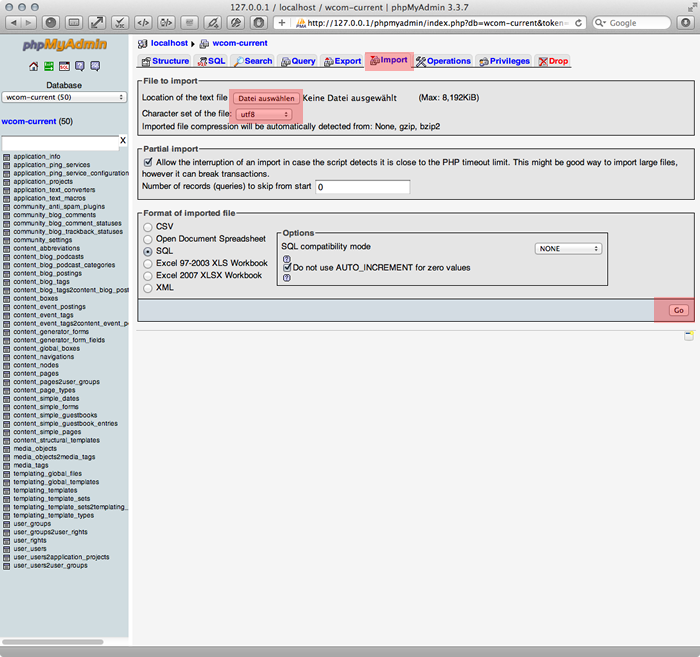 127.0.0.1 / localhost / wcom-current | phpMyAdmin 3.3.7
http://127.0.0.1/phpmyadmin/index.php?db=wcom-current&token=
Google
phpMyAdmin
Database
wcom-current (50)
wcom-current (50)
X
application_info
application_ping_services
application_ping_service_configuration
application_projects
application_text_converters
application_text_macros
community_anti_spam_plugins
community_blog_comments
community_blog_comment_statuses
community_blog_trackback_statuses
community_settings
content_abbreviations
content_blog_podcasts
content_blog_podcast_categories
content_blog_postings
content_blog_tags
content_blog_tags2content_blog_post
content_boxes
content_event_postings
content_event_tags
content_event_tags2content_event_p
content_generator_forms
content_generator_form_fields
content_global_boxes
content_navigations
content_nodes
content_pages
content_pages2user_groups
content_page_types
content_simple_dates
content_simple_forms
content_simple_guestbooks
content_simple_guestbook_entries
content_simple_pages
content_structural_templates
media_objects
media_objects2media_tags
media_tags
templating_global_files
templating_global_templates
templating_templates
templating_template_sets
templating_template_sets2templating_
templating_template_types
user_groups
user_groups2user_rights
user_rights
user_users
user_users2application_projects
user_users2user_groups
localhost wcom-current
Structure SQL Search Query Export Import Operations Privileges Drop
File to import
Location of the text file Datei auswählen Keine Datei ausgewählt (Max: 8,192KiB)
Character set of the file: utf8
Imported file compression will be automatically detected from: None, gzip, bzip2
Partial import
Allow the interruption of an import in case the script detects it is close to the PHP timeout limit. This might be good way to import large files,
however it can break transactions.
Number of records (queries) to skip from start 0
Format of imported file
CSV
Open Document Spreadsheet
SQL
Excel 97-2003 XLS Workbook
Excel 2007 XLSX Workbook
XML
Options
SQL compatibility mode NONE
Do not use AUTO_INCREMENT for zero values
Go